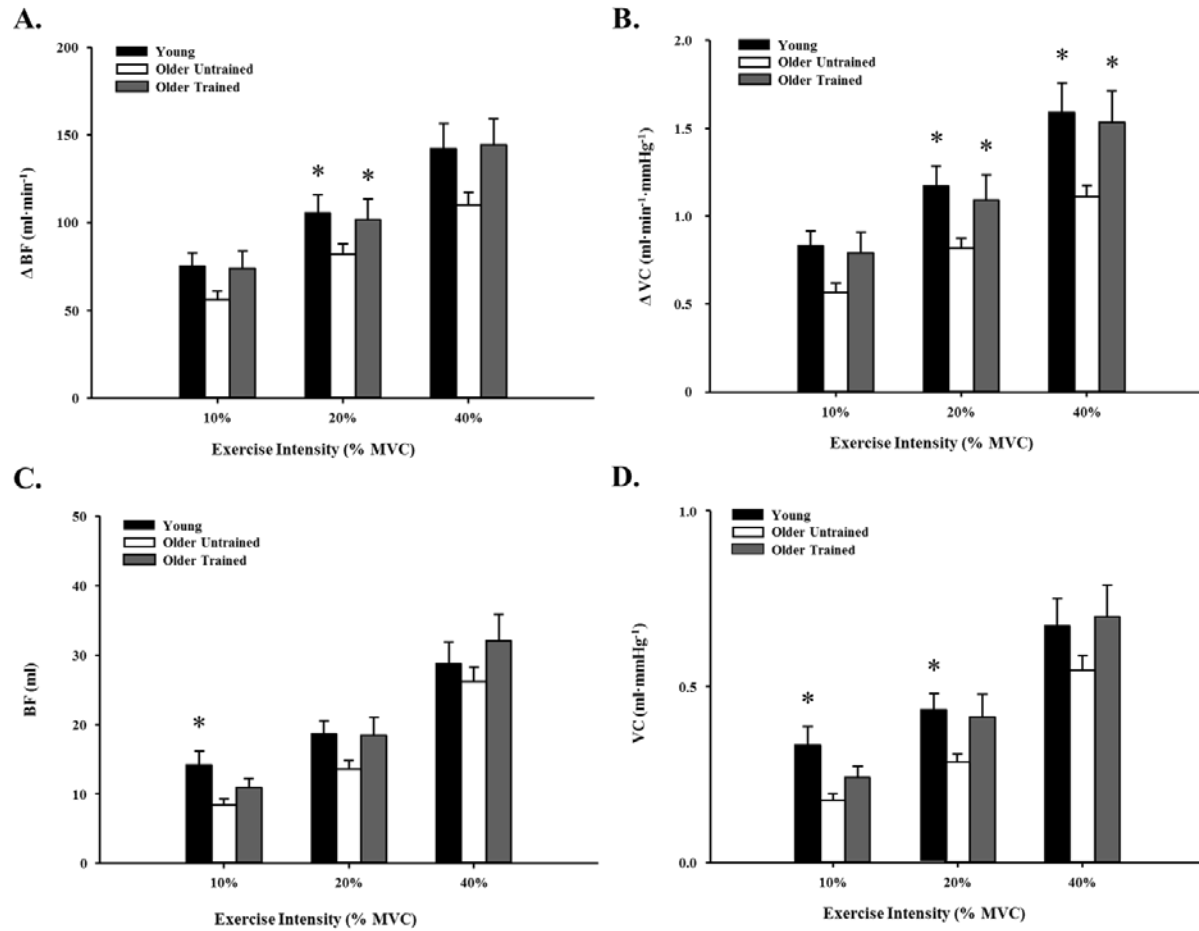 A.
Δ BF (ml·min⁻¹)
200
150
100
50
0
Young
Older Untrained
Older Trained
*
*
10%
20%
40%
Exercise Intensity (% MVC)
B.
Δ VC (ml·min⁻¹·mmHg⁻¹)
2.0
1.5
1.0
0.5
0
Young
Older Untrained
Older Trained
*
*
*
*
10%
20%
40%
Exercise Intensity (% MVC)
C.
BF (ml)
50
40
30
20
10
0
Young
Older Untrained
Older Trained
*
10%
20%
40%
Exercise Intensity (% MVC)
D.
VC (ml·mmHg⁻¹)
1.0
0.5
0.0
Young
Older Untrained
Older Trained
*
*
10%
20%
40%
Exercise Intensity (% MVC)